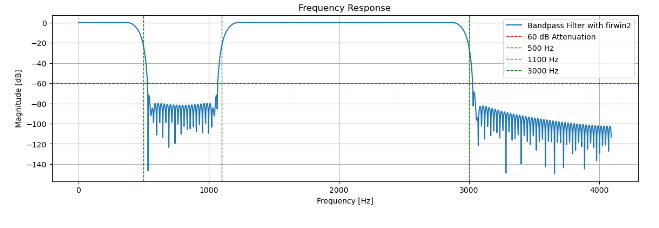 Frequency Response
0
−20
−40
−60
−80
−100
−120
−140
Magnitude [dB]
Bandpass Filter with firwin2
60 dB Attenuation
500 Hz
1100 Hz
3000 Hz
0
1000
2000
3000
4000
Frequency [Hz]